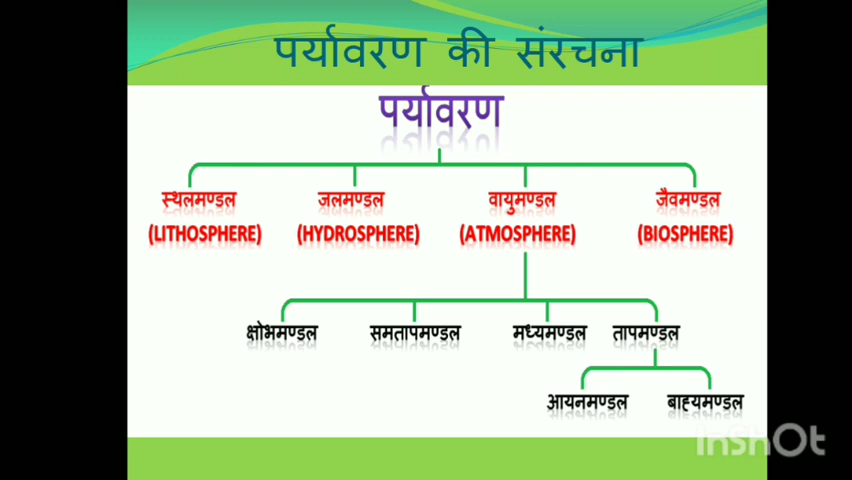 पर्यावरण की संरचना
पर्यावरण
स्थलमण्डल जलमण्डल वायुमण्डल जैवमण्डल
(LITHOSPHERE) (HYDROSPHERE) (ATMOSPHERE) (BIOSPHERE)
क्षोभमण्डल समतापमण्डल मध्यमण्डल तापमण्डल
आयनमण्डल बाह्यमण्डल
InShOt